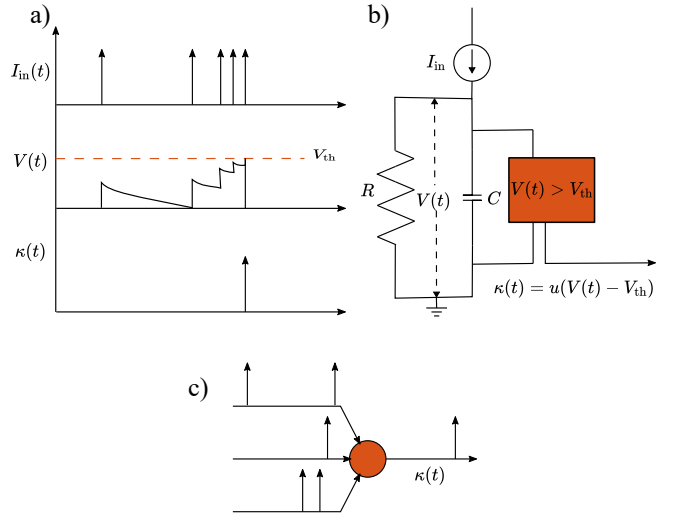 a)
I_in(t)
V(t)
V_th
κ(t)
b)
I_in
R
V(t)
C
V(t) > V_th
κ(t) = u(V(t) − V_th)
c)
κ(t)